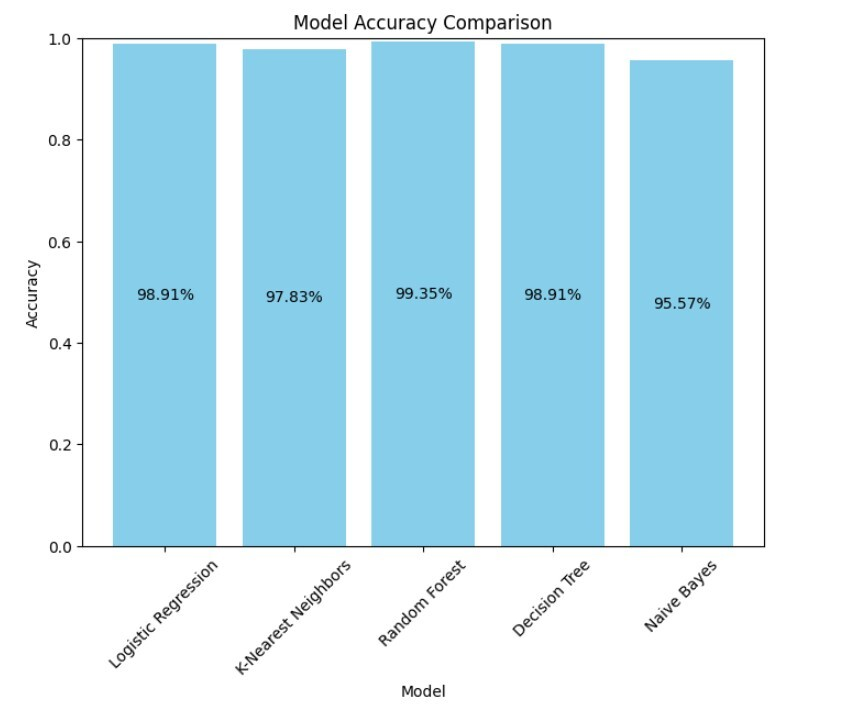 Model Accuracy Comparison
1.0
0.8
0.6
0.4
0.2
0.0
Accuracy
98.91%
97.83%
99.35%
98.91%
95.57%
Logistic Regression
K-Nearest Neighbors
Random Forest
Decision Tree
Naive Bayes
Model